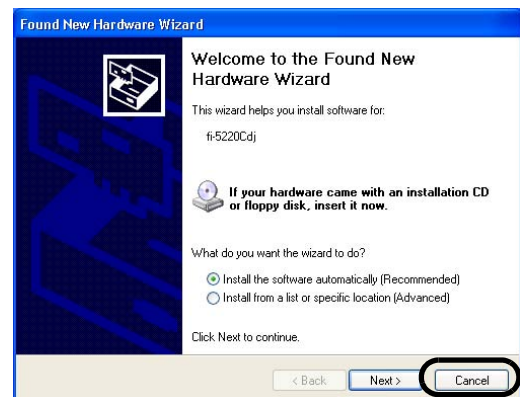 Found New Hardware Wizard
Welcome to the Found New
Hardware Wizard
This wizard helps you install software for:
fi-5220Cdj
If your hardware came with an installation CD
or floppy disk, insert it now.
What do you want the wizard to do?
Install the software automatically (Recommended)
Install from a list or specific location (Advanced)
Click Next to continue.
< Back Next > Cancel